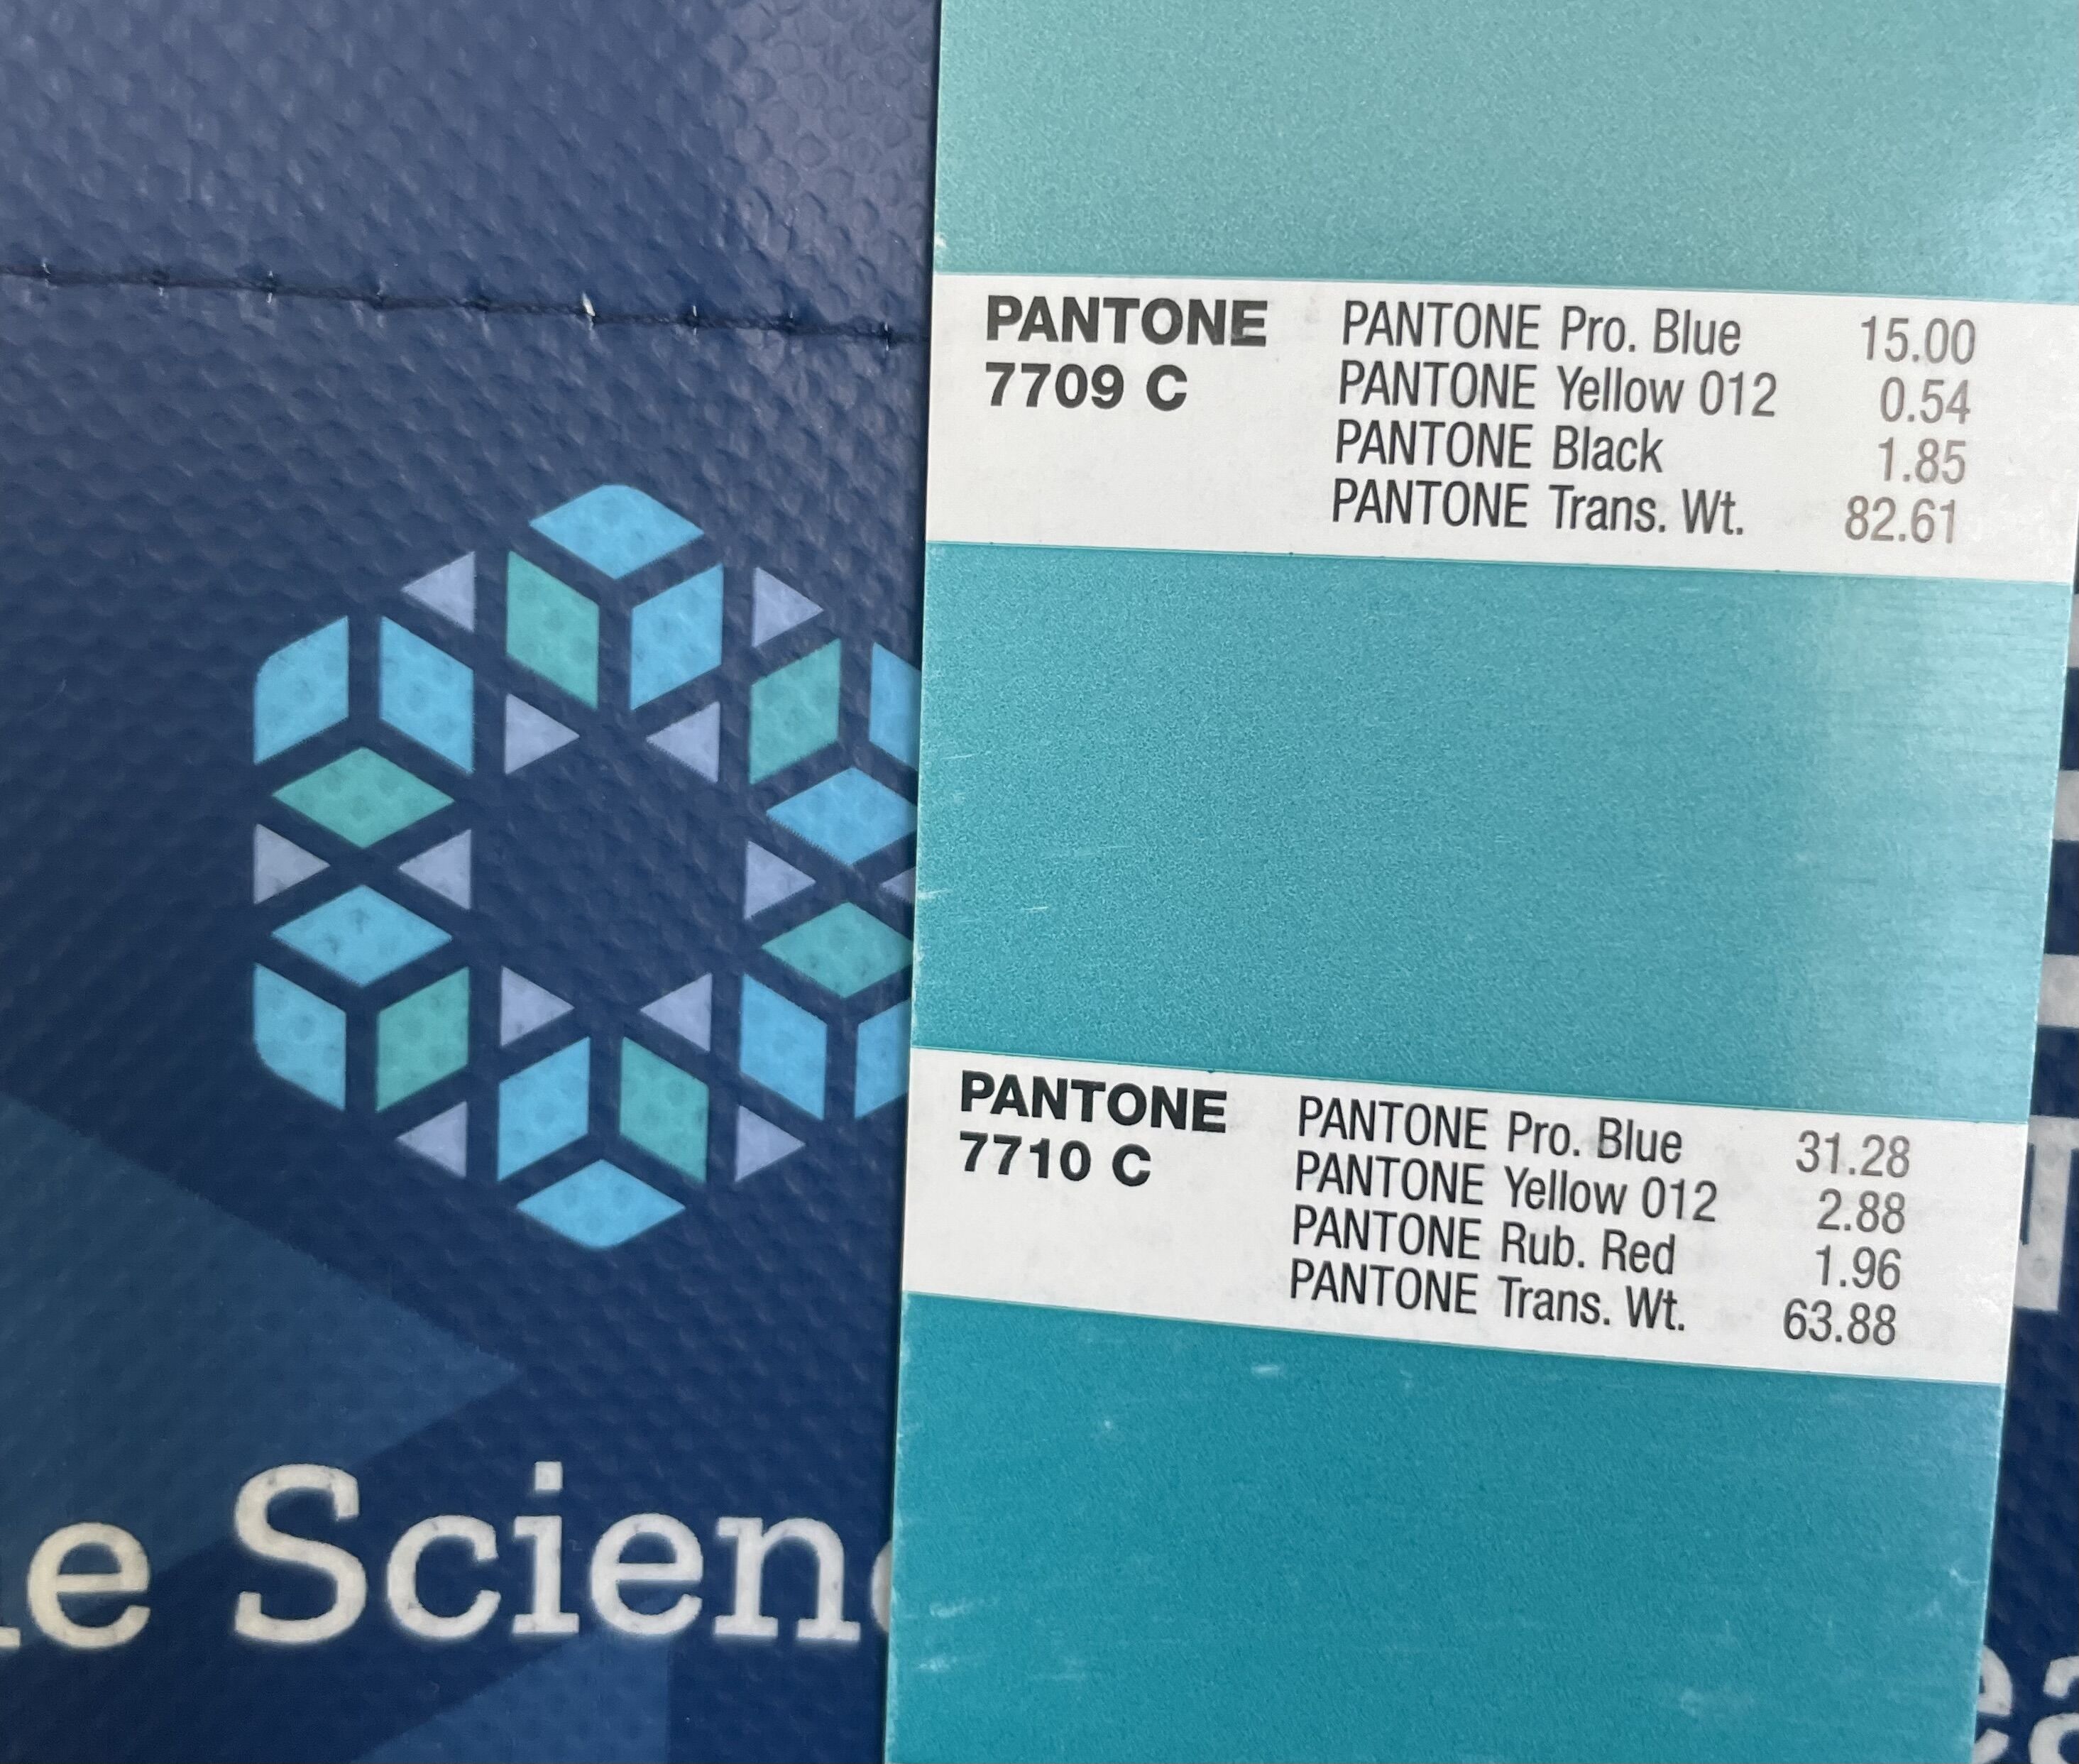 PANTONE
7709 C
PANTONE Pro. Blue 15.00
PANTONE Yellow 012 0.54
PANTONE Black 1.85
PANTONE Trans. Wt. 82.61
PANTONE
7710 C
PANTONE Pro. Blue 31.28
PANTONE Yellow 012 2.88
PANTONE Rub. Red 1.96
PANTONE Trans. Wt. 63.88
e Scien
ea